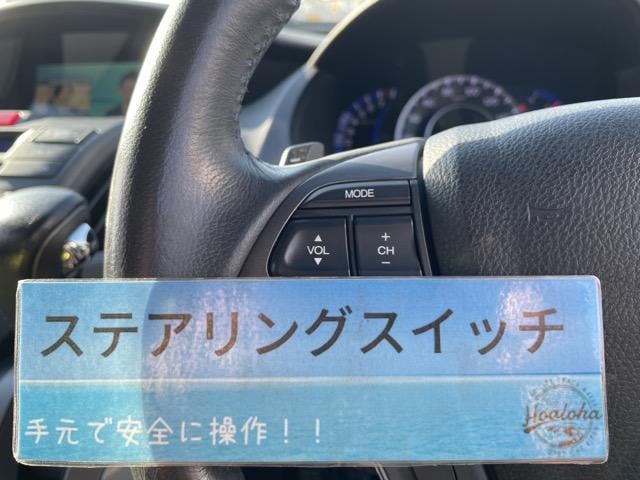 MODE
▲
VOL
▼
+
CH
−
ステアリングスイッチ
手元で安全に操作！！
Hoaloha